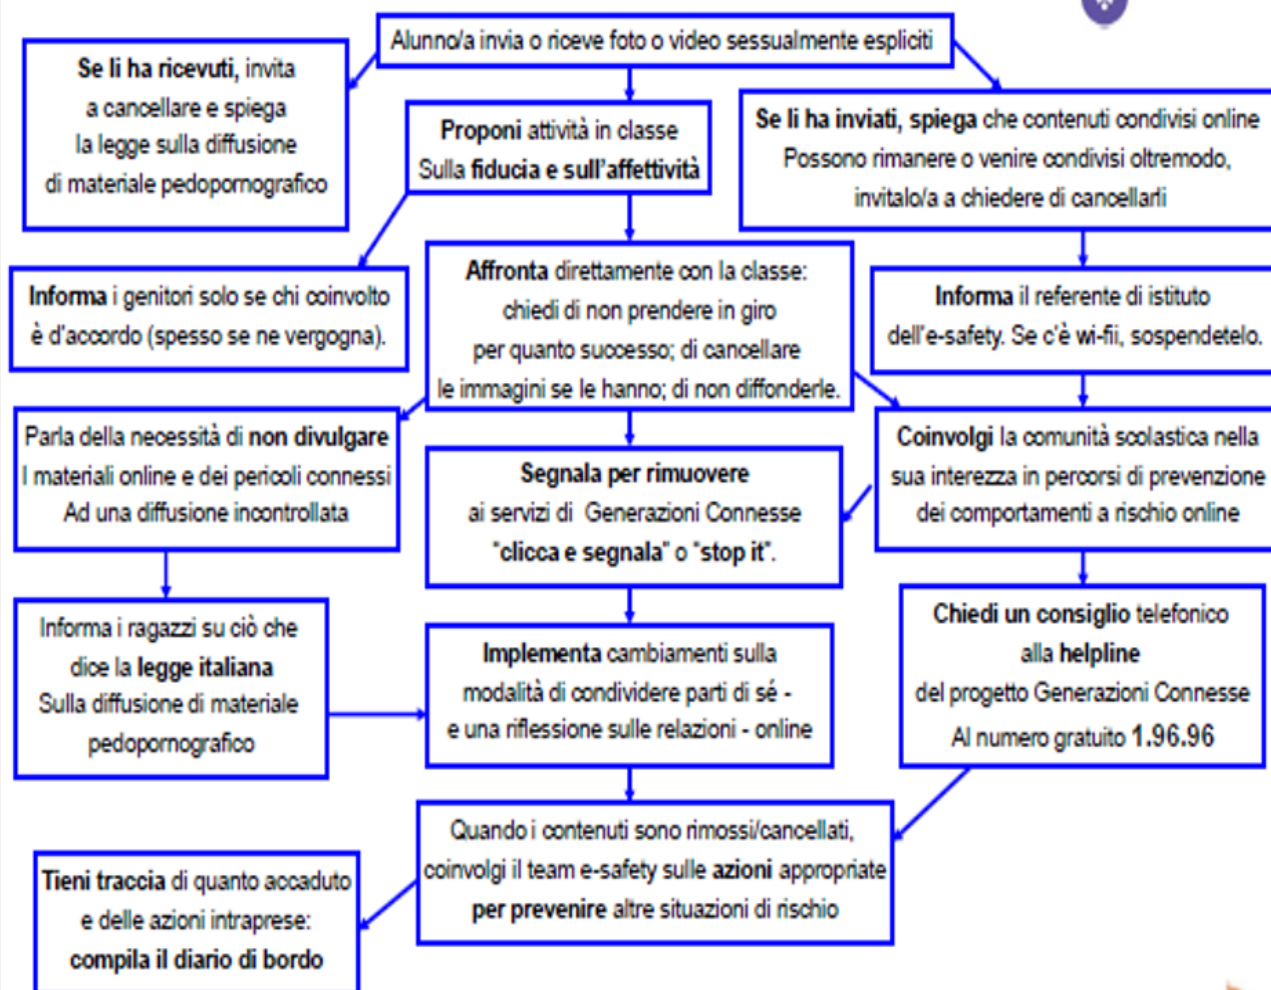 Alunno/a invia o riceve foto o video sessualmente espliciti
Se li ha ricevuti, invita
a cancellare e spiega
la legge sulla diffusione
di materiale pedopornografico
Proponi attività in classe
Sulla fiducia e sull'affettività
Se li ha inviati, spiega che contenuti condivisi online
Possono rimanere o venire condivisi oltremodo,
invitalo/a a chiedere di cancellarli
Informa i genitori solo se chi coinvolto
è d'accordo (spesso se ne vergogna).
Affronta direttamente con la classe:
chiedi di non prendere in giro
per quanto successo; di cancellare
le immagini se le hanno; di non diffonderle.
Informa il referente di istituto
dell'e-safety. Se c'è wi-fii, sospendetelo.
Parla della necessità di non divulgare
I materiali online e dei pericoli connessi
Ad una diffusione incontrollata
Segnala per rimuovere
ai servizi di Generazioni Connesse
"clicca e segnala" o "stop it".
Coinvolgi la comunità scolastica nella
sua interezza in percorsi di prevenzione
dei comportamenti a rischio online
Informa i ragazzi su ciò che
dice la legge italiana
Sulla diffusione di materiale
pedopornografico
Implementa cambiamenti sulla
modalità di condividere parti di sé -
e una riflessione sulle relazioni - online
Chiedi un consiglio telefonico
alla helpline
del progetto Generazioni Connesse
Al numero gratuito 1.96.96
Quando i contenuti sono rimossi/cancellati,
coinvolgi il team e-safety sulle azioni appropriate
per prevenire altre situazioni di rischio
Tieni traccia di quanto accaduto
e delle azioni intraprese:
compila il diario di bordo